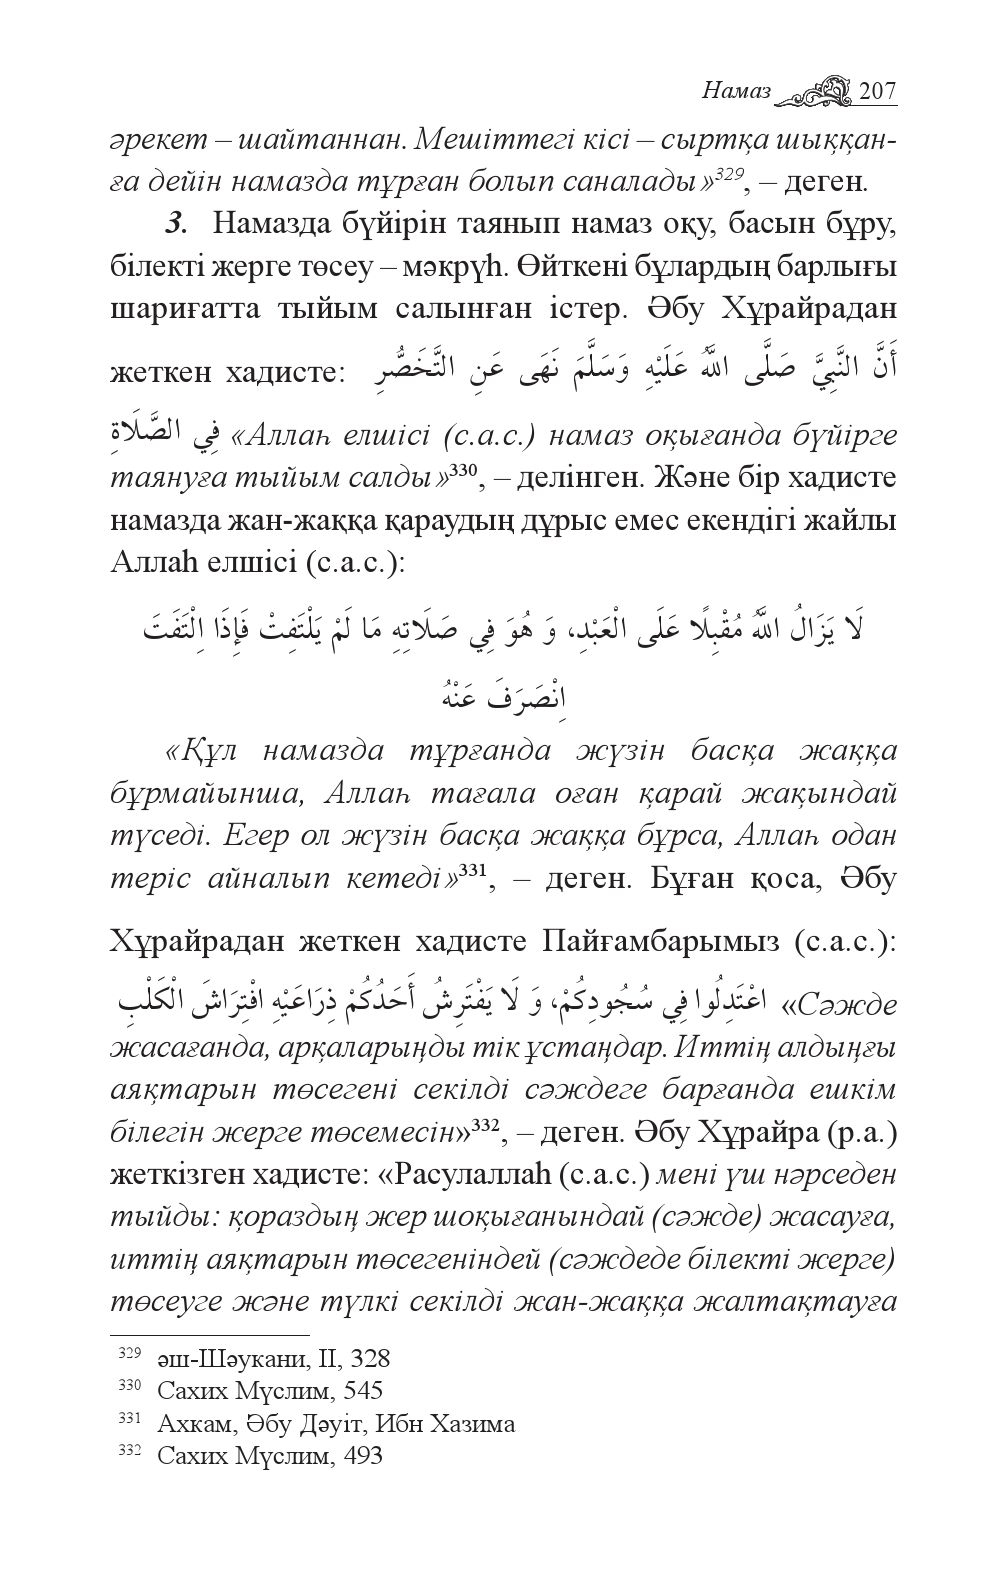 Намаз 207
әрекет – шайтаннан. Мешіттегі кісі – сыртқа шыққан-
ға дейін намазда тұрған болып саналады»329, – деген.
3. Намазда бүйірін таянып намаз оқу, басын бұру,
білекті жерге төсеу – мәкрүһ. Өйткені бұлардың барлығы
шариғатта тыйым салынған істер. Әбу Хұрайрадан
жеткен хадисте: أَنَّ النَّبِيَّ صَلَّى اللَّهُ عَلَيْهِ وَسَلَّمَ نَهَى عَنِ التَّخَصُّرِ
فِي الصَّلَاةِ «Аллаһ елшісі (с.а.с.) намаз оқығанда бүйірге
таянуға тыйым салды»330, – делінген. Және бір хадисте
намазда жан-жаққа қараудың дұрыс емес екендігі жайлы
Аллаһ елшісі (с.а.с.):
لَا يَزَالُ اللَّهُ مُقْبِلًا عَلَى الْعَبْدِ، وَ هُوَ فِي صَلَاتِهِ مَا لَمْ يَلْتَفِتْ فَإِذَا اِلْتَفَتَ
اِنْصَرَفَ عَنْهُ
«Құл намазда тұрғанда жүзін басқа жаққа
бұрмайынша, Аллаһ тағала оған қарай жақындай
түседі. Егер ол жүзін басқа жаққа бұрса, Аллаһ одан
теріс айналып кетеді»331, – деген. Бұған қоса, Әбу
Хұрайрадан жеткен хадисте Пайғамбарымыз (с.а.с.):
اعْتَدِلُوا فِي سُجُودِكُمْ، وَ لَا يَفْتَرِشُ أَحَدُكُمْ ذِرَاعَيْهِ افْتِرَاشَ الْكَلْبِ «Сәжде
жасағанда, арқаларыңды тік ұстаңдар. Иттің алдыңғы
аяқтарын төсегені секілді сәждеге барғанда ешкім
білегін жерге төсемесін»332, – деген. Әбу Хұрайра (р.а.)
жеткізген хадисте: «Расулаллаһ (с.а.с.) мені үш нәрседен
тыйды: қораздың жер шоқығанындай (сәжде) жасауға,
иттің аяқтарын төсегеніндей (сәждеде білекті жерге)
төсеуге және түлкі секілді жан-жаққа жалтақтауға
329 әш-Шәукани, II, 328
330 Сахих Мүслим, 545
331 Ахкам, Әбу Дәуіт, Ибн Хазима
332 Сахих Мүслим, 493